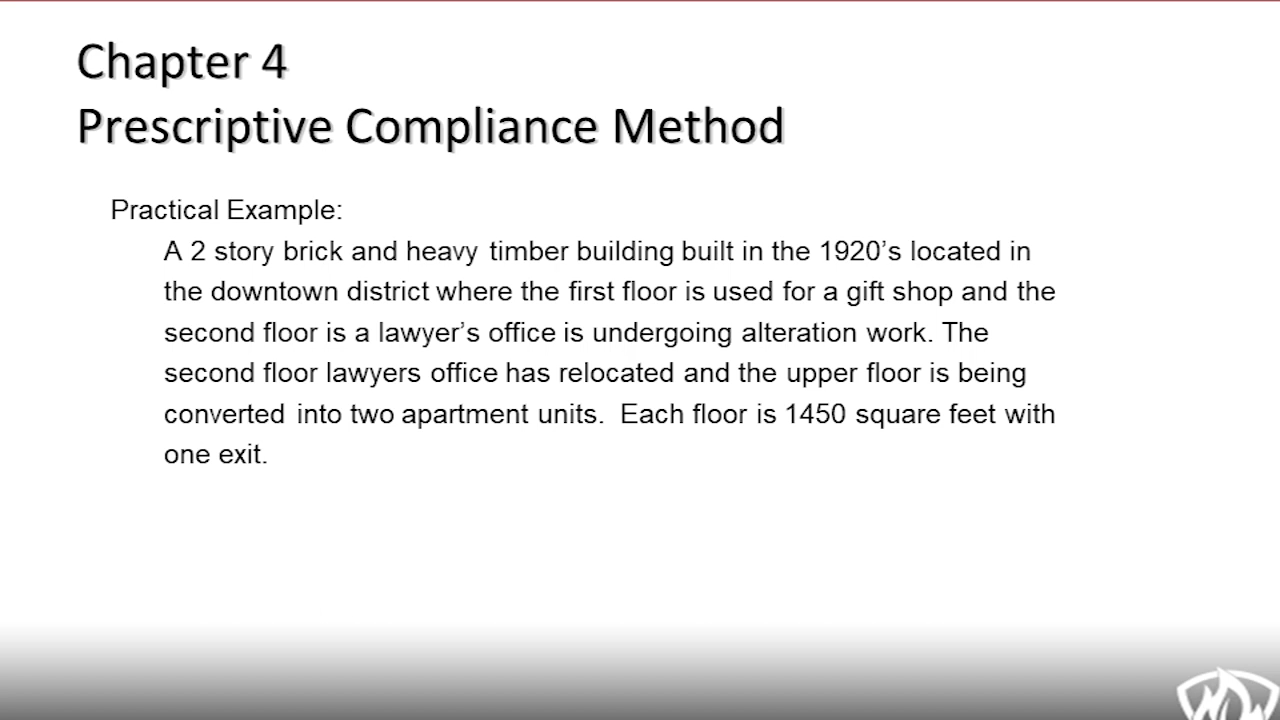 Chapter 4
Prescriptive Compliance Method
Practical Example:
A 2 story brick and heavy timber building built in the 1920’s located in
the downtown district where the first floor is used for a gift shop and the
second floor is a lawyer’s office is undergoing alteration work. The
second floor lawyers office has relocated and the upper floor is being
converted into two apartment units. Each floor is 1450 square feet with
one exit.